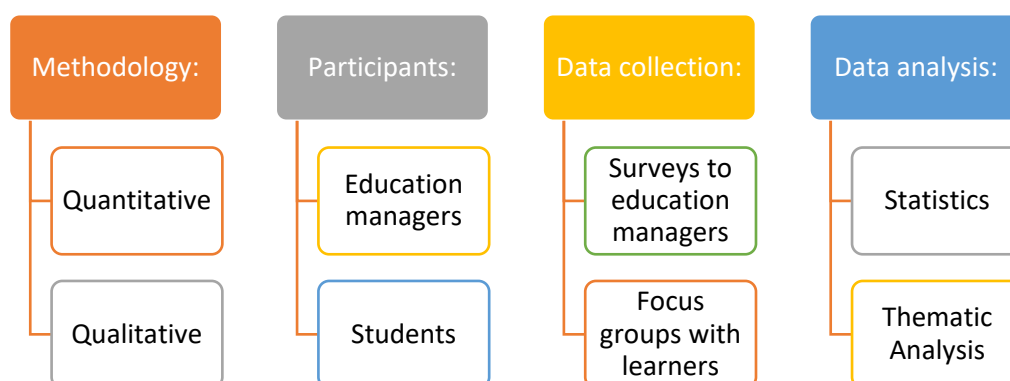 Methodology:
Quantitative
Qualitative
Participants:
Education
managers
Students
Data collection:
Surveys to
education
managers
Focus
groups with
learners
Data analysis:
Statistics
Thematic
Analysis